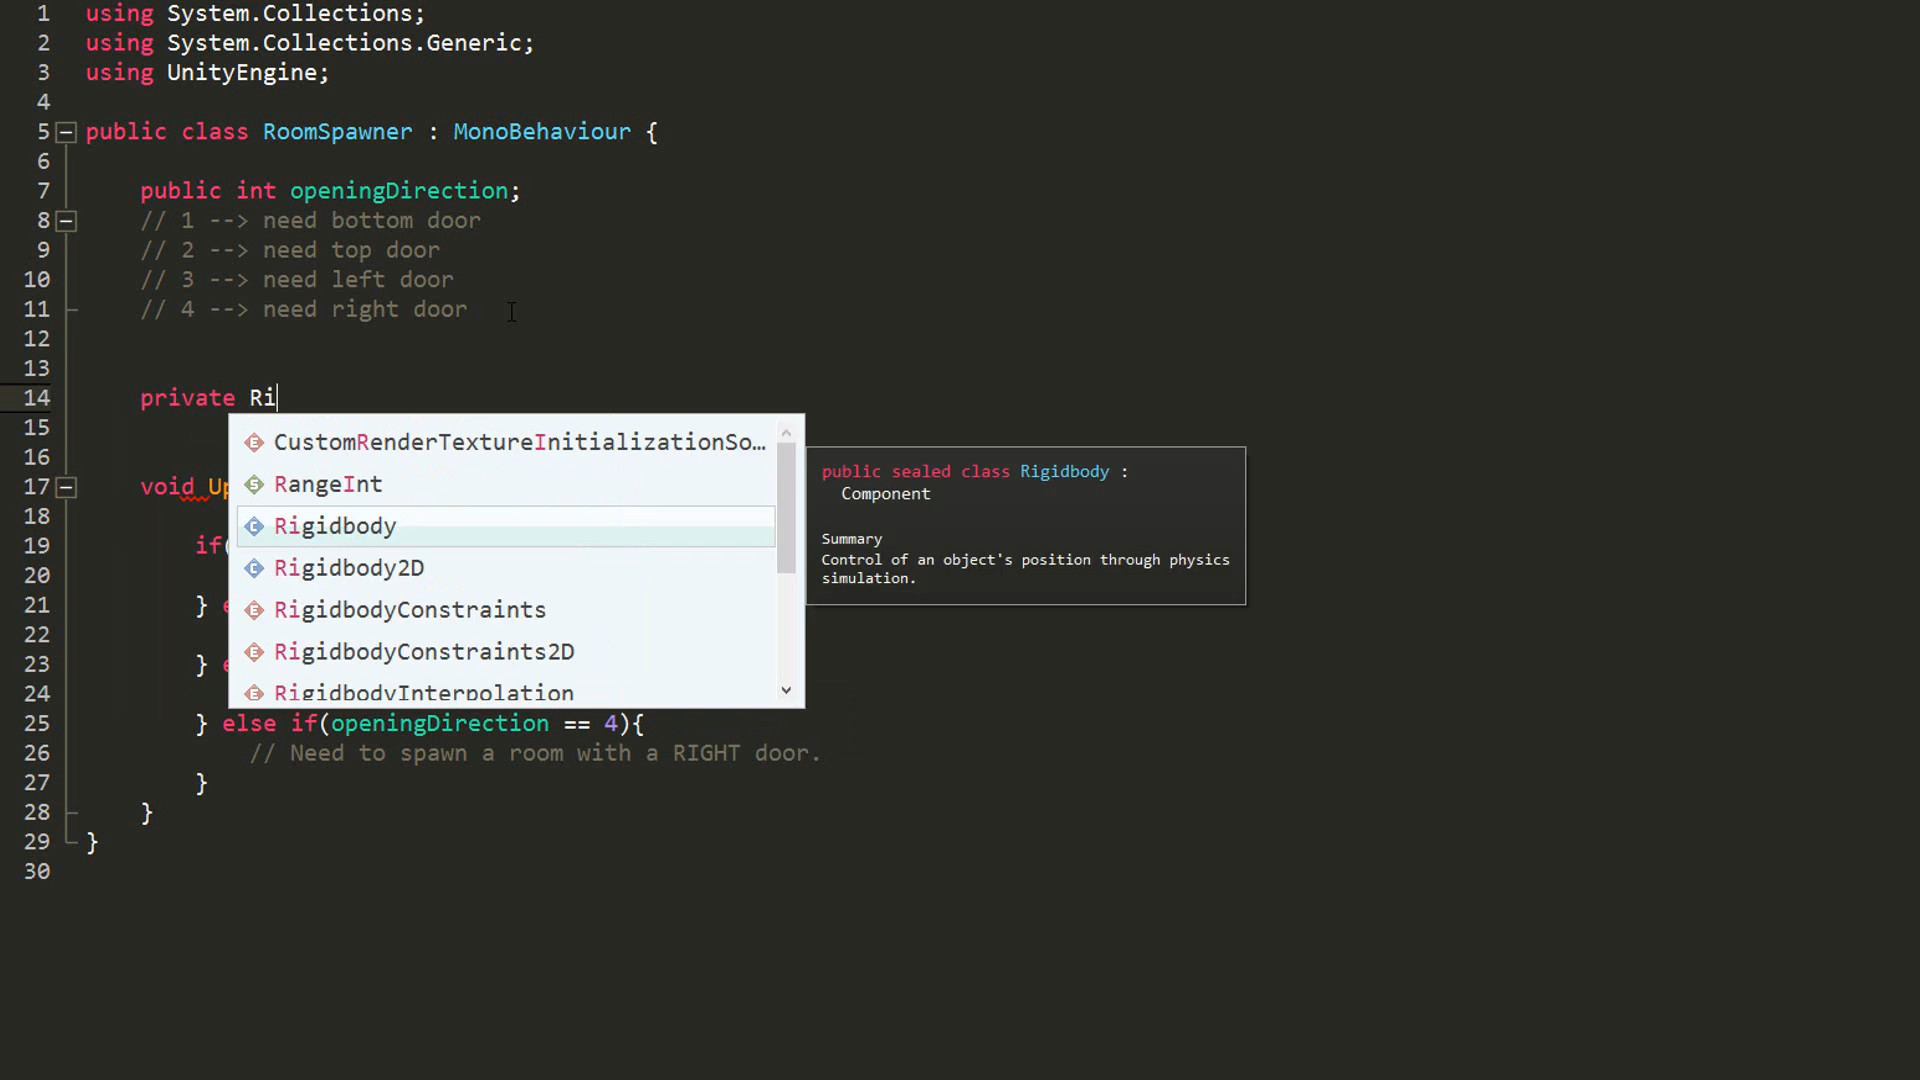 1 using System.Collections;
2 using System.Collections.Generic;
3 using UnityEngine;
4
5 public class RoomSpawner : MonoBehaviour {
6
7 public int openingDirection;
8 // 1 --> need bottom door
9 // 2 --> need top door
10 // 3 --> need left door
11 // 4 --> need right door
12
13
14 private Ri
15
16
17 void Up
18
19 if(
20
21 } e
22
23 } e
24
25 } else if(openingDirection == 4){
26 // Need to spawn a room with a RIGHT door.
27 }
28 }
29 }
30
CustomRenderTextureInitializationSo...
RangeInt
Rigidbody
Rigidbody2D
RigidbodyConstraints
RigidbodyConstraints2D
RigidbodyInterpolation
public sealed class Rigidbody :
Component
Summary
Control of an object's position through physics
simulation.